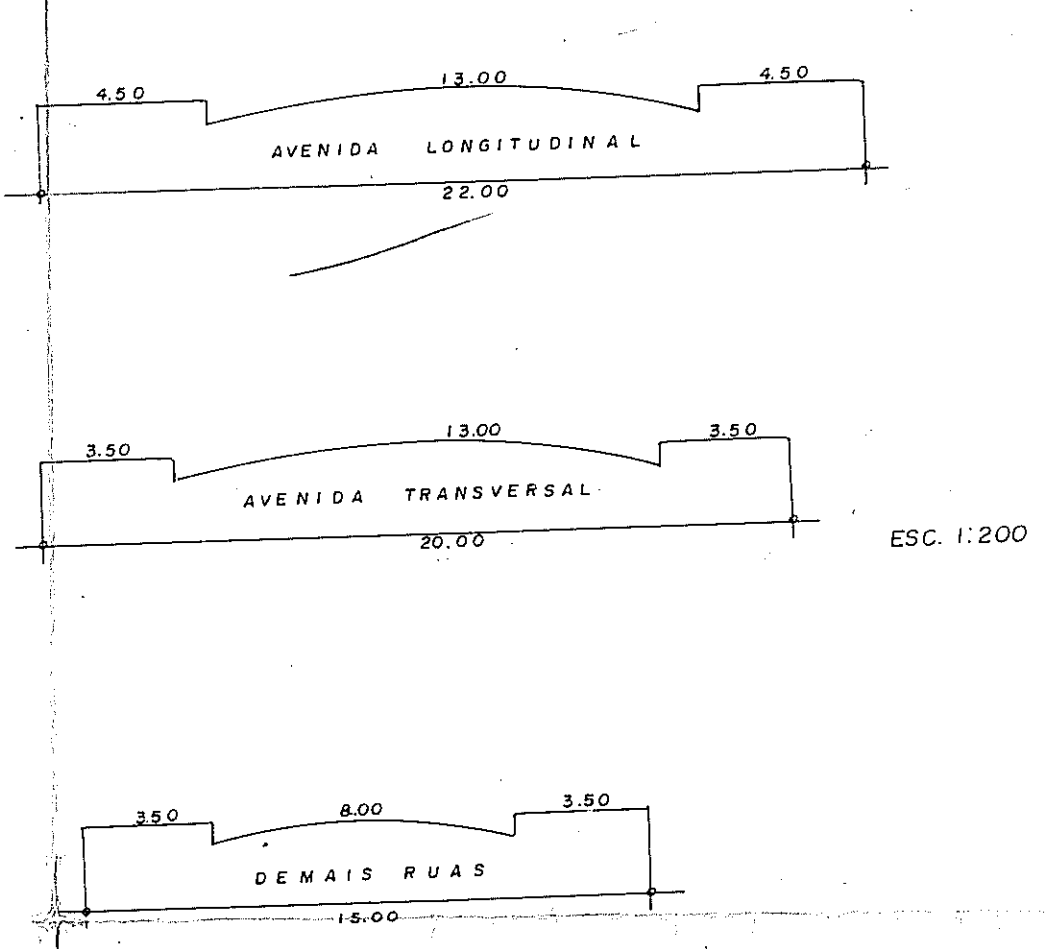 4.50 13.00 4.50
AVENIDA LONGITUDINAL
22.00
3.50 13.00 3.50
AVENIDA TRANSVERSAL
20.00
ESC. 1:200
3.50 8.00 3.50
DEMAIS RUAS
15.00